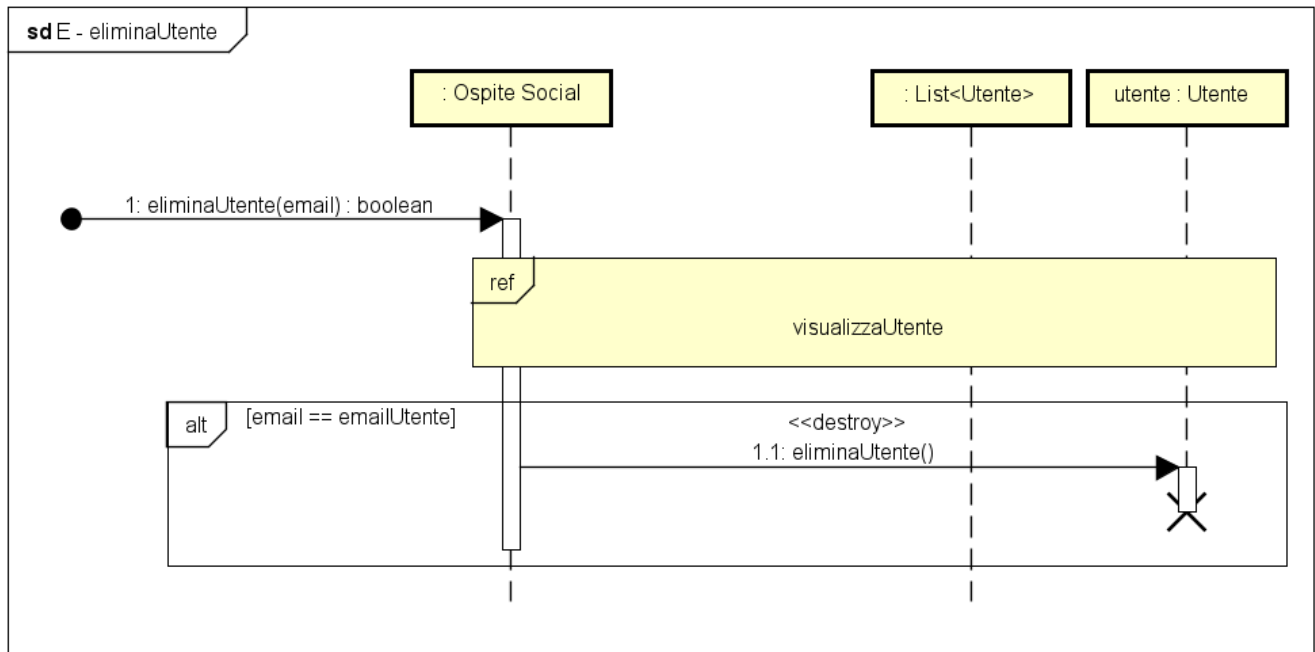 sd E - eliminaUtente
: Ospite Social
: List<Utente>
utente : Utente
1: eliminaUtente(email) : boolean
ref
visualizzaUtente
alt
[email == emailUtente]
<<destroy>>
1.1: eliminaUtente()